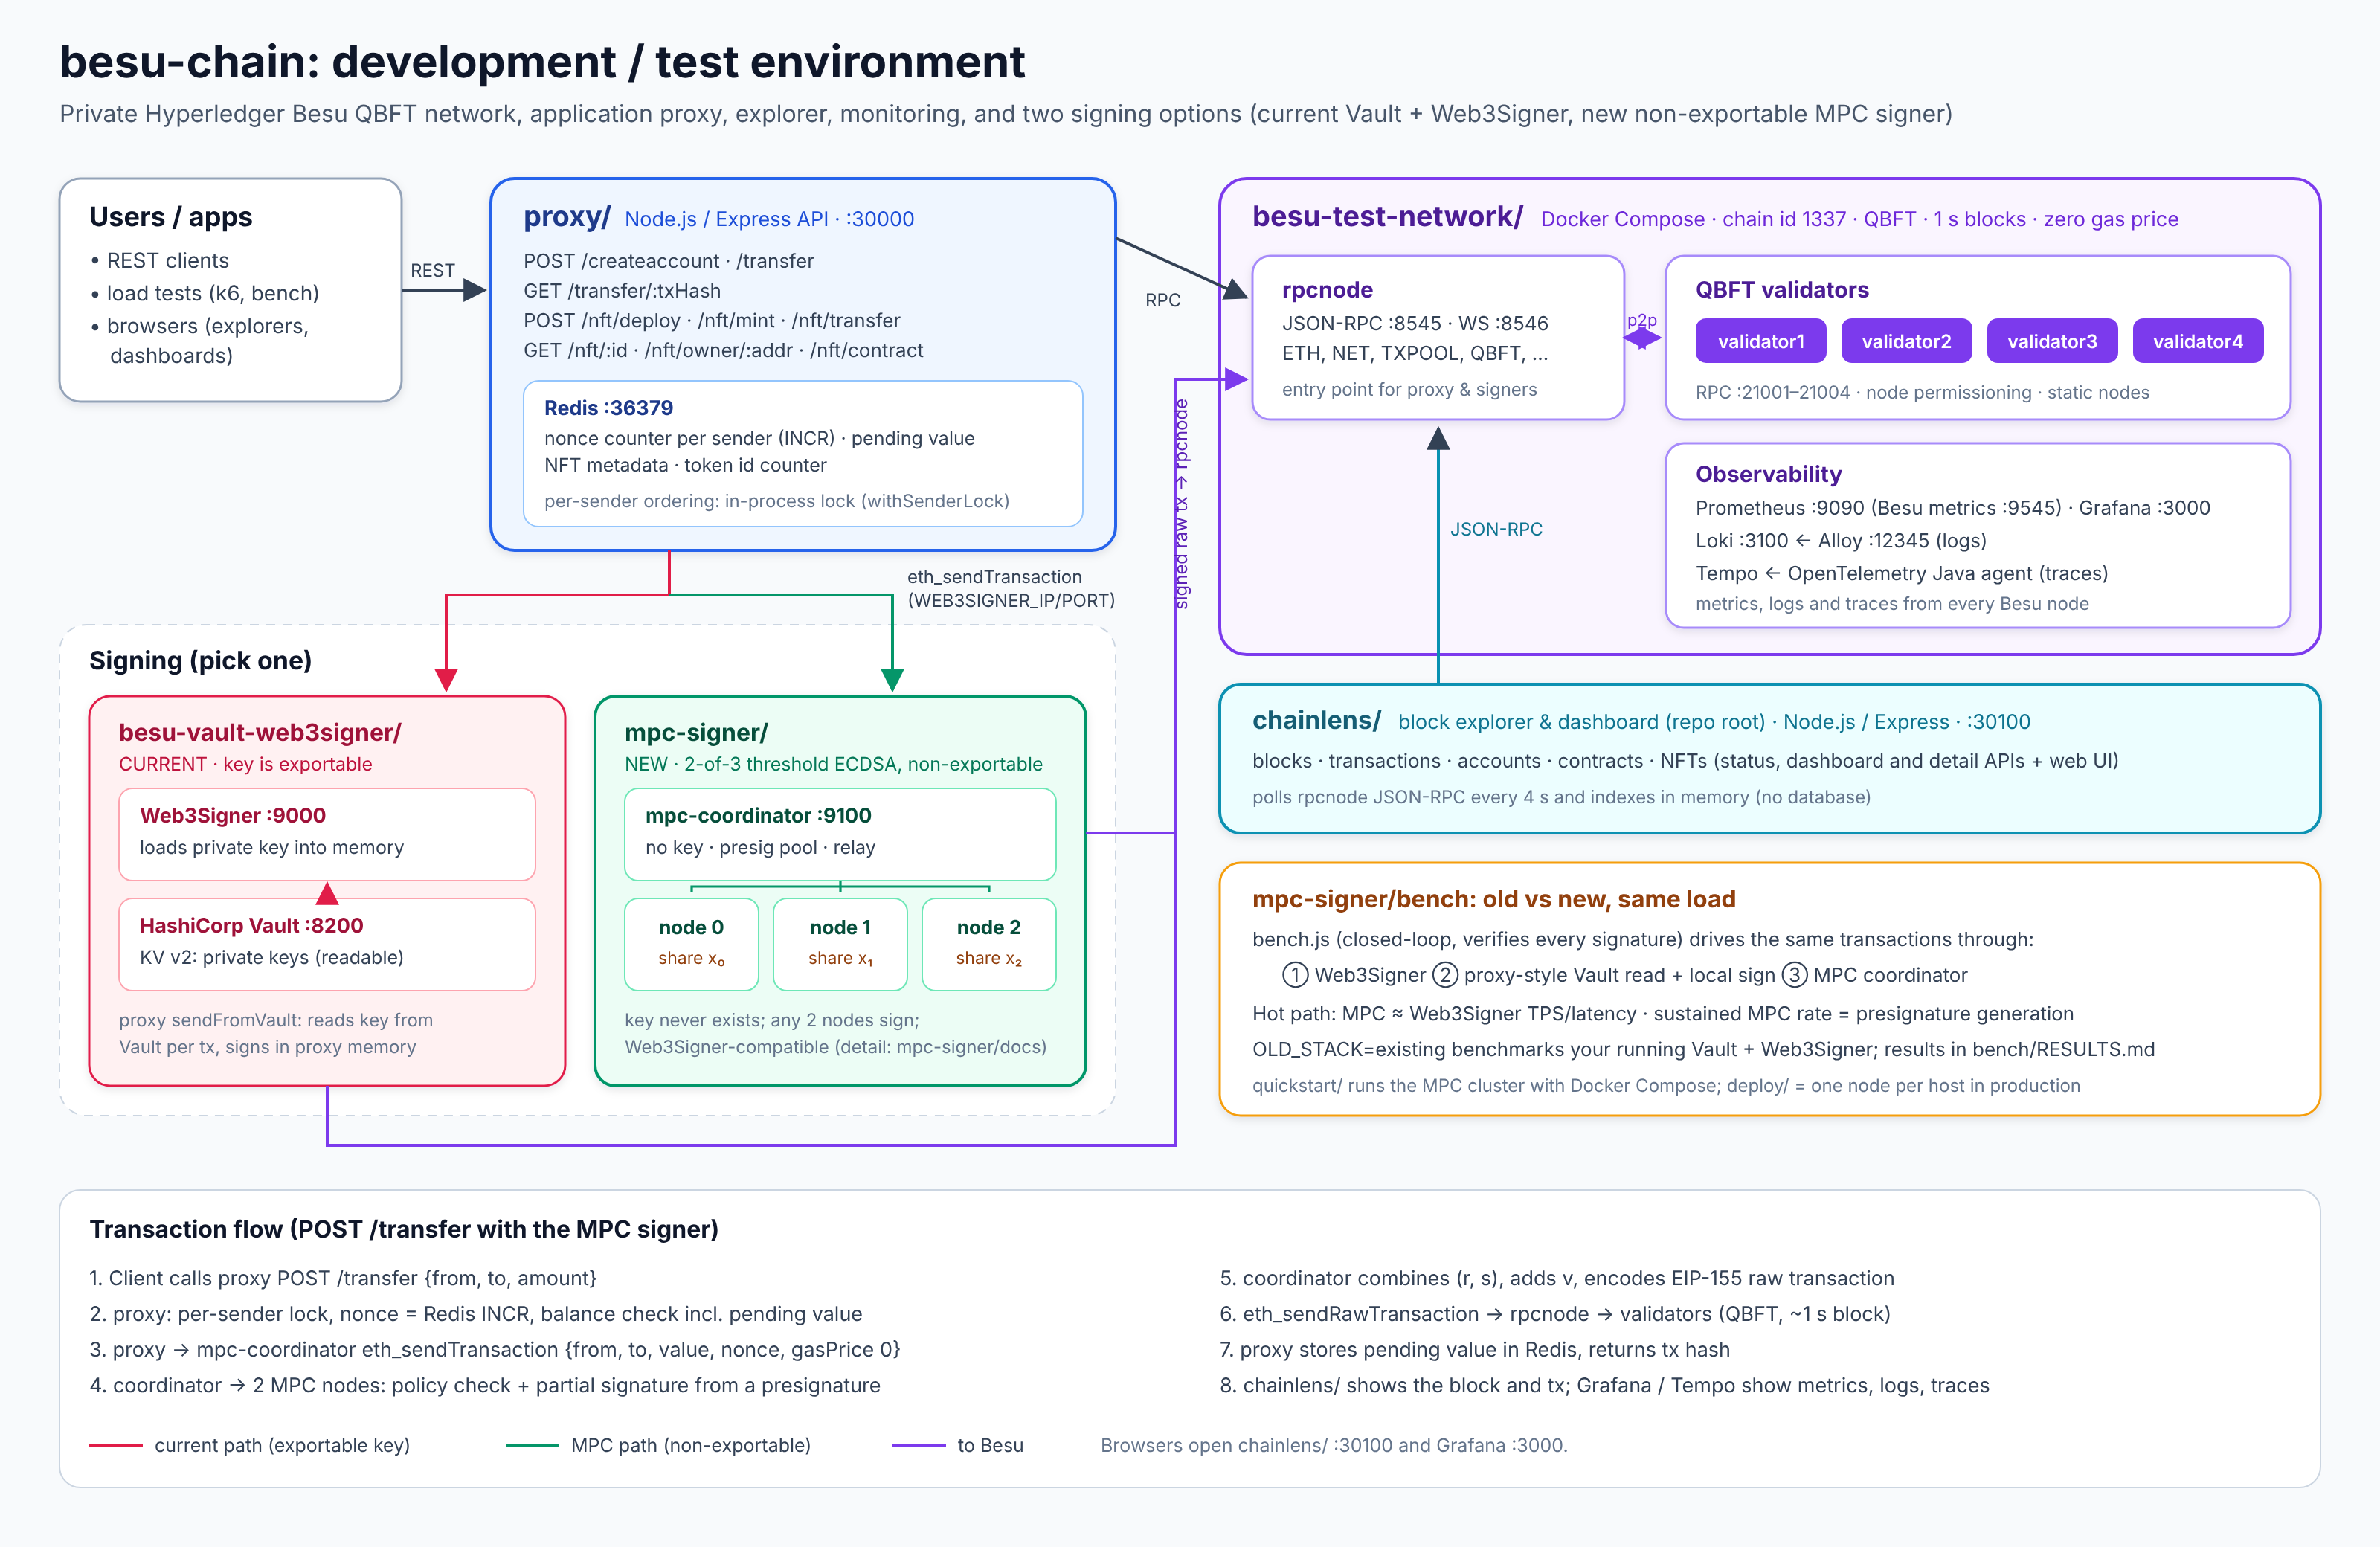 besu-chain: development / test environment
Private Hyperledger Besu QBFT network, application proxy, explorer, monitoring, and two signing options (current Vault + Web3Signer, new non-exportable MPC signer)
Users / apps
• REST clients
• load tests (k6, bench)
• browsers (explorers,
dashboards)
REST
proxy/ Node.js / Express API · :30000
POST /createaccount · /transfer
GET /transfer/:txHash
POST /nft/deploy · /nft/mint · /nft/transfer
GET /nft/:id · /nft/owner/:addr · /nft/contract
Redis :36379
nonce counter per sender (INCR) · pending value
NFT metadata · token id counter
per-sender ordering: in-process lock (withSenderLock)
RPC
besu-test-network/ Docker Compose · chain id 1337 · QBFT · 1 s blocks · zero gas price
rpcnode
JSON-RPC :8545 · WS :8546
ETH, NET, TXPOOL, QBFT, ...
entry point for proxy & signers
p2p
QBFT validators
validator1 validator2 validator3 validator4
RPC :21001–21004 · node permissioning · static nodes
Observability
Prometheus :9090 (Besu metrics :9545) · Grafana :3000
Loki :3100 ← Alloy :12345 (logs)
Tempo ← OpenTelemetry Java agent (traces)
metrics, logs and traces from every Besu node
JSON-RPC
signed raw tx → rpcnode
eth_sendTransaction
(WEB3SIGNER_IP/PORT)
Signing (pick one)
besu-vault-web3signer/
CURRENT · key is exportable
Web3Signer :9000
loads private key into memory
HashiCorp Vault :8200
KV v2: private keys (readable)
proxy sendFromVault: reads key from
Vault per tx, signs in proxy memory
mpc-signer/
NEW · 2-of-3 threshold ECDSA, non-exportable
mpc-coordinator :9100
no key · presig pool · relay
node 0 node 1 node 2
share x₀ share x₁ share x₂
key never exists; any 2 nodes sign;
Web3Signer-compatible (detail: mpc-signer/docs)
chainlens/ block explorer & dashboard (repo root) · Node.js / Express · :30100
blocks · transactions · accounts · contracts · NFTs (status, dashboard and detail APIs + web UI)
polls rpcnode JSON-RPC every 4 s and indexes in memory (no database)
mpc-signer/bench: old vs new, same load
bench.js (closed-loop, verifies every signature) drives the same transactions through:
① Web3Signer ② proxy-style Vault read + local sign ③ MPC coordinator
Hot path: MPC ≈ Web3Signer TPS/latency · sustained MPC rate = presignature generation
OLD_STACK=existing benchmarks your running Vault + Web3Signer; results in bench/RESULTS.md
quickstart/ runs the MPC cluster with Docker Compose; deploy/ = one node per host in production
Transaction flow (POST /transfer with the MPC signer)
1. Client calls proxy POST /transfer {from, to, amount}
2. proxy: per-sender lock, nonce = Redis INCR, balance check incl. pending value
3. proxy → mpc-coordinator eth_sendTransaction {from, to, value, nonce, gasPrice 0}
4. coordinator → 2 MPC nodes: policy check + partial signature from a presignature
5. coordinator combines (r, s), adds v, encodes EIP-155 raw transaction
6. eth_sendRawTransaction → rpcnode → validators (QBFT, ~1 s block)
7. proxy stores pending value in Redis, returns tx hash
8. chainlens/ shows the block and tx; Grafana / Tempo show metrics, logs, traces
current path (exportable key) MPC path (non-exportable) to Besu Browsers open chainlens/ :30100 and Grafana :3000.